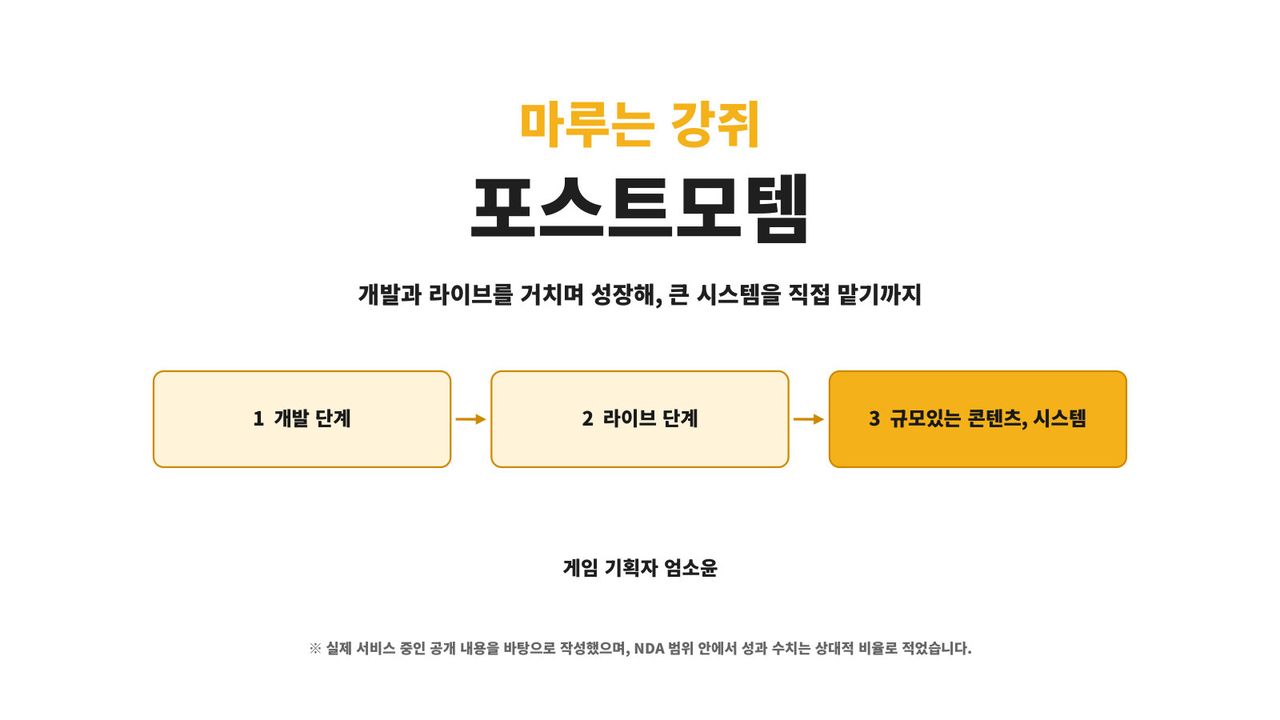 마루는 강쥐
포스트모템
개발과 라이브를 거치며 성장해, 큰 시스템을 직접 맡기까지
1 개발 단계
2 라이브 단계
3 규모있는 콘텐츠, 시스템
게임 기획자 엄소윤
※ 실제 서비스 중인 공개 내용을 바탕으로 작성했으며, NDA 범위 안에서 성과 수치는 상대적 비율로 적었습니다.